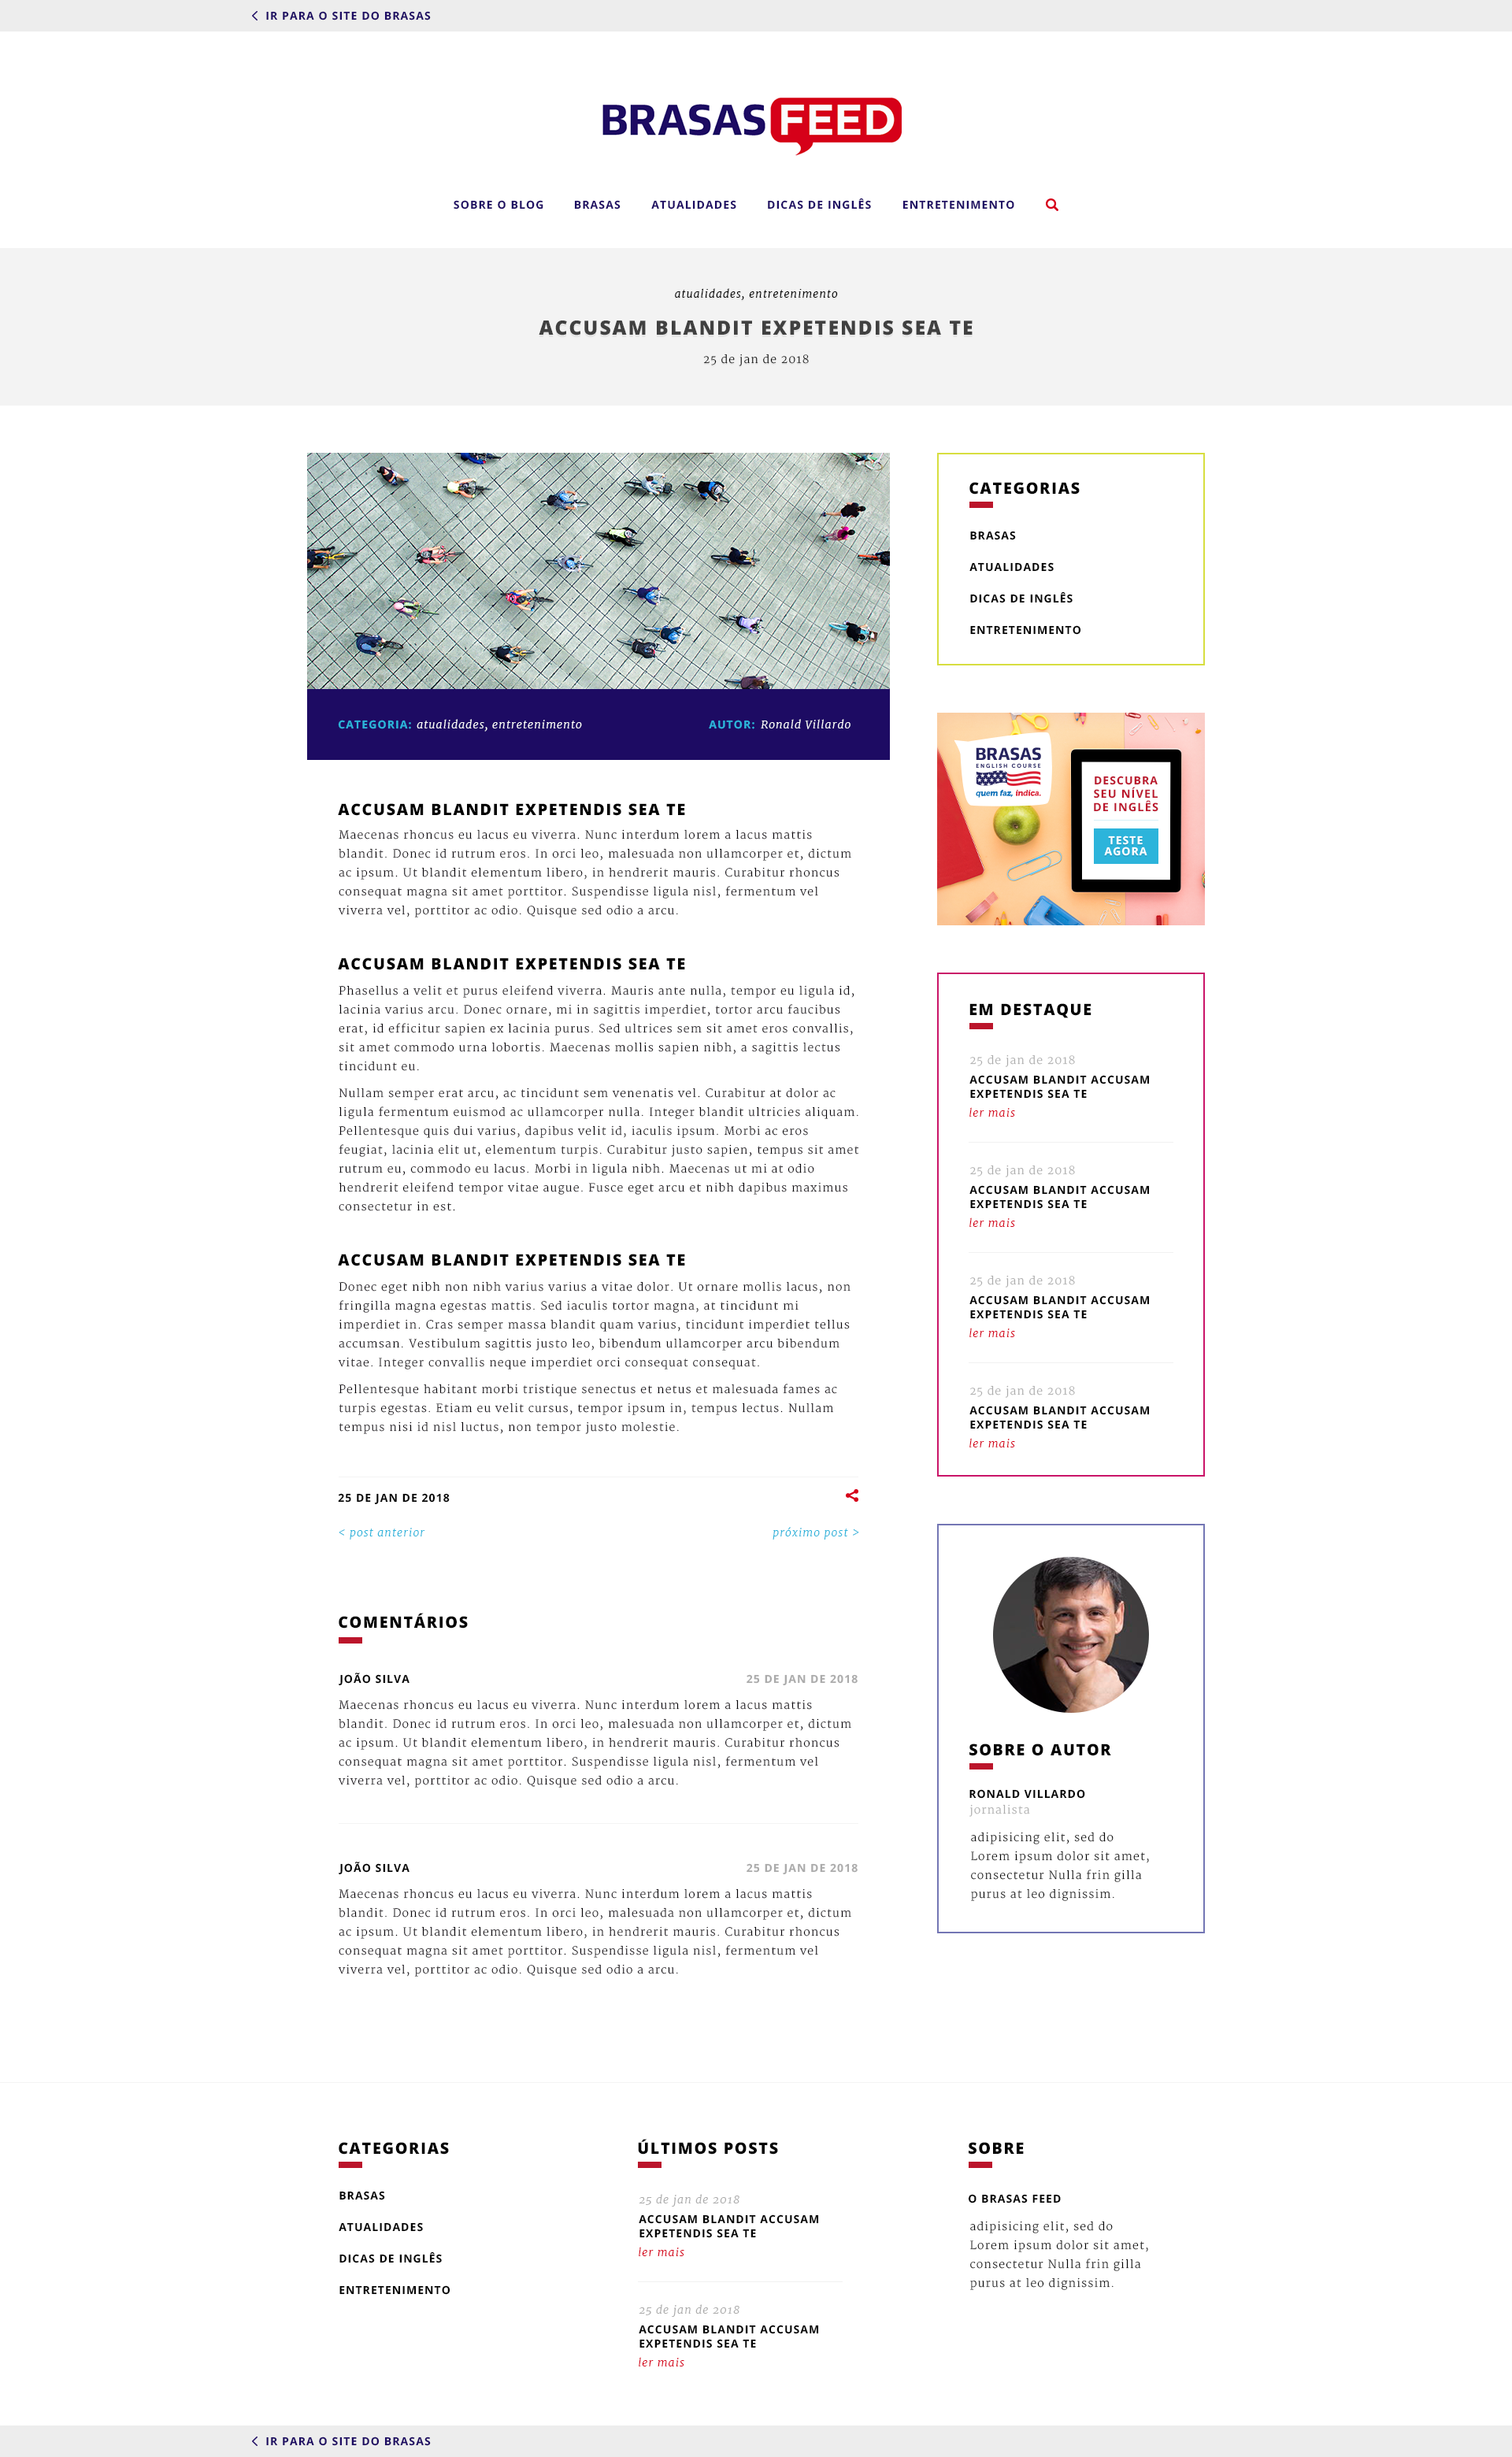 IR PARA O SITE DO BRASAS
BRASAS FEED
SOBRE O BLOG BRASAS ATUALIDADES DICAS DE INGLÊS ENTRETENIMENTO
atualidades, entretenimento
ACCUSAM BLANDIT EXPETENDIS SEA TE
25 de jan de 2018
CATEGORIA: atualidades, entretenimento AUTOR: Ronald Villardo
ACCUSAM BLANDIT EXPETENDIS SEA TE
Maecenas rhoncus eu lacus eu viverra. Nunc interdum lorem a lacus mattis
blandit. Donec id rutrum eros. In orci leo, malesuada non ullamcorper et, dictum
ac ipsum. Ut blandit elementum libero, in hendrerit mauris. Curabitur rhoncus
consequat magna sit amet porttitor. Suspendisse ligula nisl, fermentum vel
viverra vel, porttitor ac odio. Quisque sed odio a arcu.
ACCUSAM BLANDIT EXPETENDIS SEA TE
Phasellus a velit et purus eleifend viverra. Mauris ante nulla, tempor eu ligula id,
lacinia varius arcu. Donec ornare, mi in sagittis imperdiet, tortor arcu faucibus
erat, id efficitur sapien ex lacinia purus. Sed ultrices sem sit amet eros convallis,
sit amet commodo urna lobortis. Maecenas mollis sapien nibh, a sagittis lectus
tincidunt eu.
Nullam semper erat arcu, ac tincidunt sem venenatis vel. Curabitur at dolor ac
ligula fermentum euismod ac ullamcorper nulla. Integer blandit ultricies aliquam.
Pellentesque quis dui varius, dapibus velit id, iaculis ipsum. Morbi ac eros
feugiat, lacinia elit ut, elementum turpis. Curabitur justo sapien, tempus sit amet
rutrum eu, commodo eu lacus. Morbi in ligula nibh. Maecenas ut mi at odio
hendrerit eleifend tempor vitae augue. Fusce eget arcu et nibh dapibus maximus
consectetur in est.
ACCUSAM BLANDIT EXPETENDIS SEA TE
Donec eget nibh non nibh varius varius a vitae dolor. Ut ornare mollis lacus, non
fringilla magna egestas mattis. Sed iaculis tortor magna, at tincidunt mi
imperdiet in. Cras semper massa blandit quam varius, tincidunt imperdiet tellus
accumsan. Vestibulum sagittis justo leo, bibendum ullamcorper arcu bibendum
vitae. Integer convallis neque imperdiet orci consequat consequat.
Pellentesque habitant morbi tristique senectus et netus et malesuada fames ac
turpis egestas. Etiam eu velit cursus, tempor ipsum in, tempus lectus. Nullam
tempus nisi id nisl luctus, non tempor justo molestie.
25 DE JAN DE 2018
< post anterior próximo post >
COMENTÁRIOS
JOÃO SILVA 25 DE JAN DE 2018
Maecenas rhoncus eu lacus eu viverra. Nunc interdum lorem a lacus mattis
blandit. Donec id rutrum eros. In orci leo, malesuada non ullamcorper et, dictum
ac ipsum. Ut blandit elementum libero, in hendrerit mauris. Curabitur rhoncus
consequat magna sit amet porttitor. Suspendisse ligula nisl, fermentum vel
viverra vel, porttitor ac odio. Quisque sed odio a arcu.
JOÃO SILVA 25 DE JAN DE 2018
Maecenas rhoncus eu lacus eu viverra. Nunc interdum lorem a lacus mattis
blandit. Donec id rutrum eros. In orci leo, malesuada non ullamcorper et, dictum
ac ipsum. Ut blandit elementum libero, in hendrerit mauris. Curabitur rhoncus
consequat magna sit amet porttitor. Suspendisse ligula nisl, fermentum vel
viverra vel, porttitor ac odio. Quisque sed odio a arcu.
CATEGORIAS
BRASAS
ATUALIDADES
DICAS DE INGLÊS
ENTRETENIMENTO
BRASAS
ENGLISH COURSE
quem faz, indica.
DESCUBRA
SEU NÍVEL
DE INGLÊS
TESTE
AGORA
EM DESTAQUE
25 de jan de 2018
ACCUSAM BLANDIT ACCUSAM
EXPETENDIS SEA TE
ler mais
25 de jan de 2018
ACCUSAM BLANDIT ACCUSAM
EXPETENDIS SEA TE
ler mais
25 de jan de 2018
ACCUSAM BLANDIT ACCUSAM
EXPETENDIS SEA TE
ler mais
25 de jan de 2018
ACCUSAM BLANDIT ACCUSAM
EXPETENDIS SEA TE
ler mais
SOBRE O AUTOR
RONALD VILLARDO
jornalista
adipisicing elit, sed do
Lorem ipsum dolor sit amet,
consectetur Nulla frin gilla
purus at leo dignissim.
CATEGORIAS
BRASAS
ATUALIDADES
DICAS DE INGLÊS
ENTRETENIMENTO
ÚLTIMOS POSTS
25 de jan de 2018
ACCUSAM BLANDIT ACCUSAM
EXPETENDIS SEA TE
ler mais
25 de jan de 2018
ACCUSAM BLANDIT ACCUSAM
EXPETENDIS SEA TE
ler mais
SOBRE
O BRASAS FEED
adipisicing elit, sed do
Lorem ipsum dolor sit amet,
consectetur Nulla frin gilla
purus at leo dignissim.
IR PARA O SITE DO BRASAS